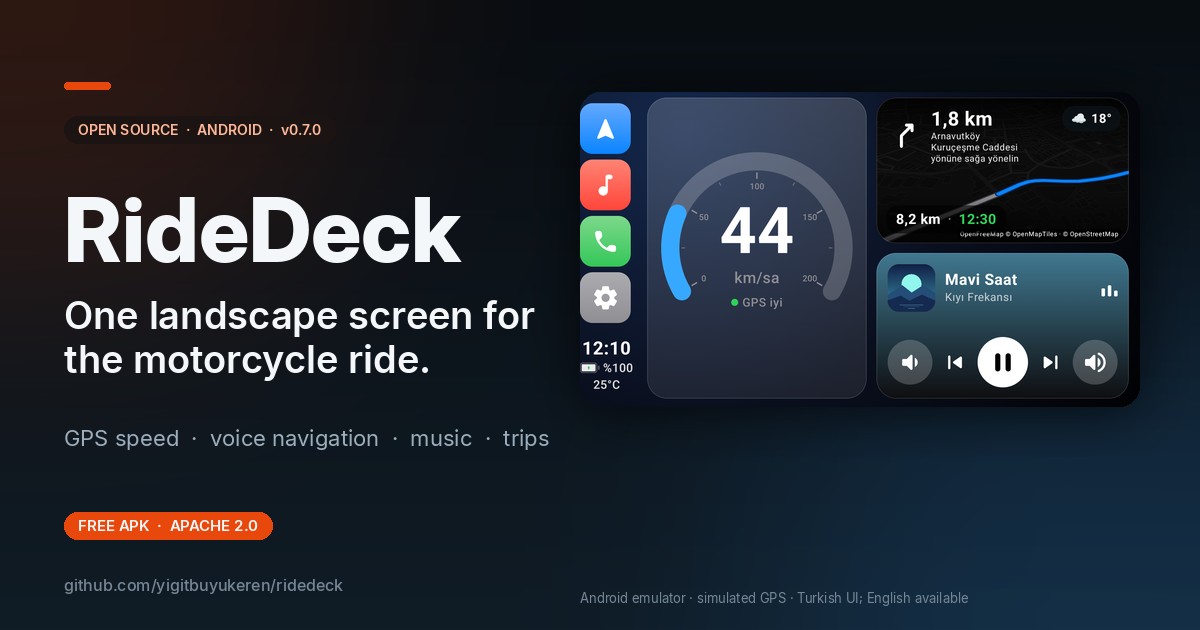 OPEN SOURCE · ANDROID · v0.7.0
RideDeck
One landscape screen for
the motorcycle ride.
GPS speed · voice navigation · music · trips
FREE APK · APACHE 2.0
github.com/yigitbuyukeren/ridedeck
12:10
%100
25°C
0
50
100
150
200
44
km/sa
GPS iyi
1,8 km
Arnavutköy
Kuruçeşme Caddesi
yönüne sağa yönelin
18°
8,2 km · 12:30
OpenFreeMap © OpenMapTiles · © OpenStreetMap
Mavi Saat
Kıyı Frekansı
Android emulator · simulated GPS · Turkish UI; English available